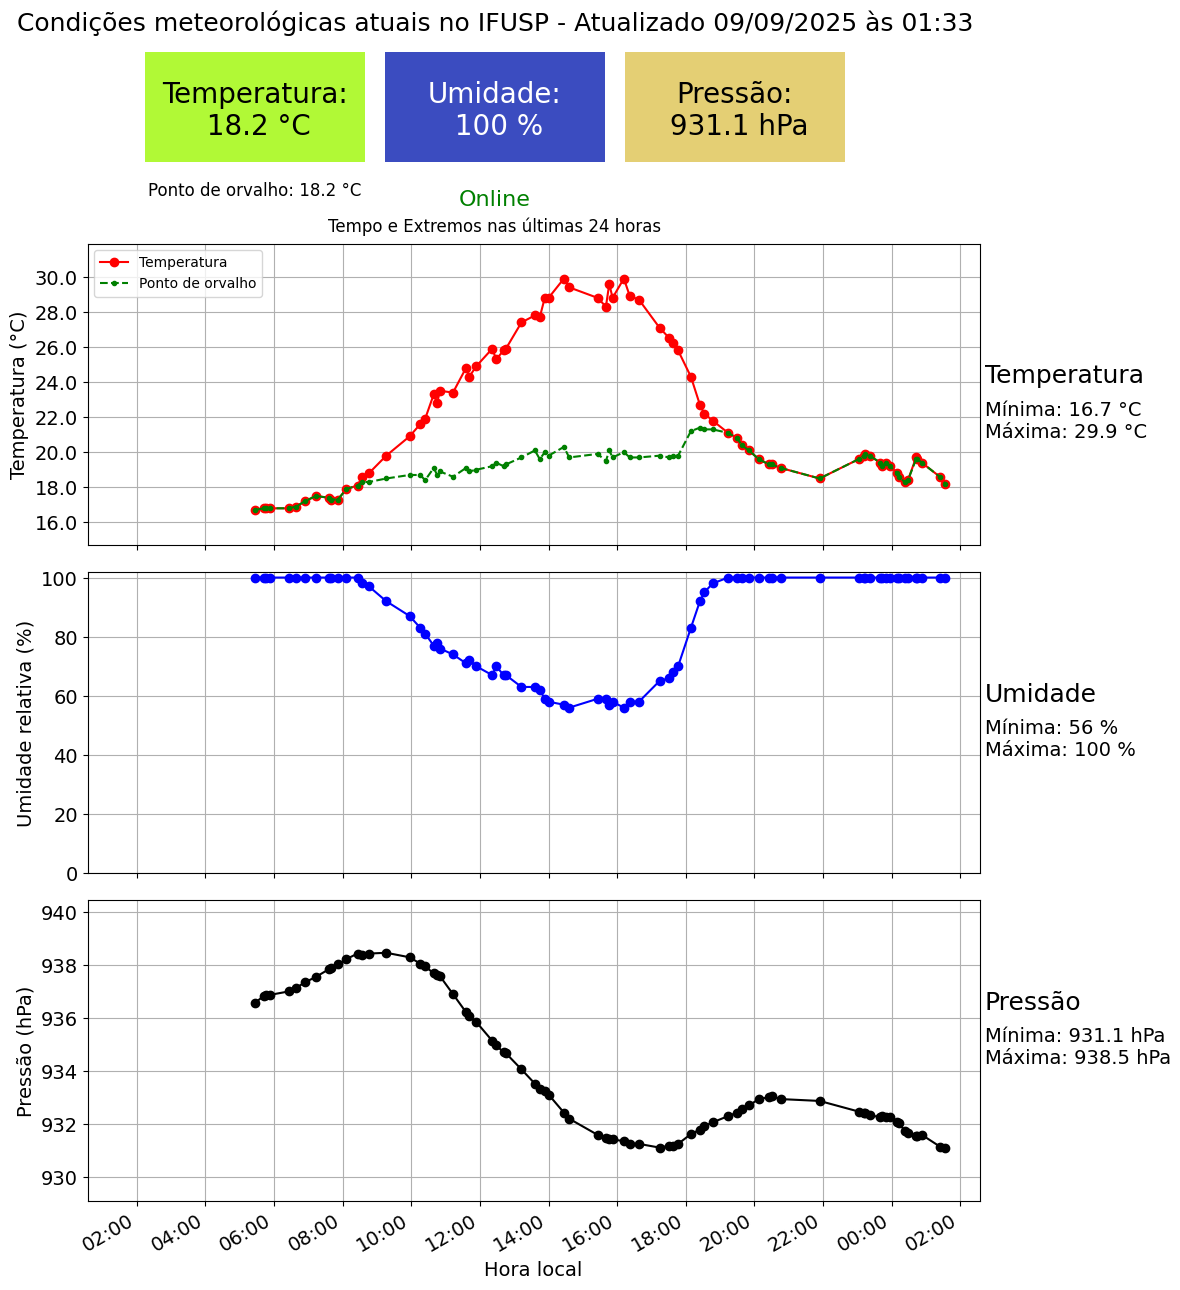 Condições meteorológicas atuais no IFUSP - Atualizado 09/09/2025 às 01:33
Temperatura:
18.2 °C
Umidade:
100 %
Pressão:
931.1 hPa
Ponto de orvalho: 18.2 °C
Online
Tempo e Extremos nas últimas 24 horas
Temperatura
Ponto de orvalho
Temperatura (°C)
30.0
28.0
26.0
24.0
22.0
20.0
18.0
16.0
Temperatura
Mínima: 16.7 °C
Máxima: 29.9 °C
Umidade relativa (%)
100
80
60
40
20
0
Umidade
Mínima: 56 %
Máxima: 100 %
Pressão (hPa)
940
938
936
934
932
930
Pressão
Mínima: 931.1 hPa
Máxima: 938.5 hPa
02:00
04:00
06:00
08:00
10:00
12:00
14:00
16:00
18:00
20:00
22:00
00:00
02:00
Hora local